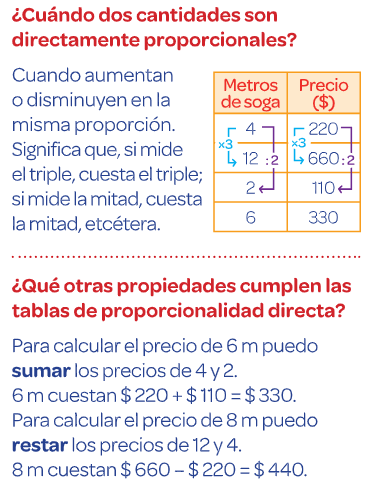 ¿Cuándo dos cantidades son
directamente proporcionales?
Cuando aumentan
o disminuyen en la
misma proporción.
Significa que, si mide
el triple, cuesta el triple;
si mide la mitad, cuesta
la mitad, etcétera.
Metros de soga Precio ($)
×3 4 ×3 220
12 :2 660 :2
2 110
6 330
¿Qué otras propiedades cumplen las
tablas de proporcionalidad directa?
Para calcular el precio de 6 m puedo
sumar los precios de 4 y 2.
6 m cuestan $ 220 + $ 110 = $ 330.
Para calcular el precio de 8 m puedo
restar los precios de 12 y 4.
8 m cuestan $ 660 – $ 220 = $ 440.